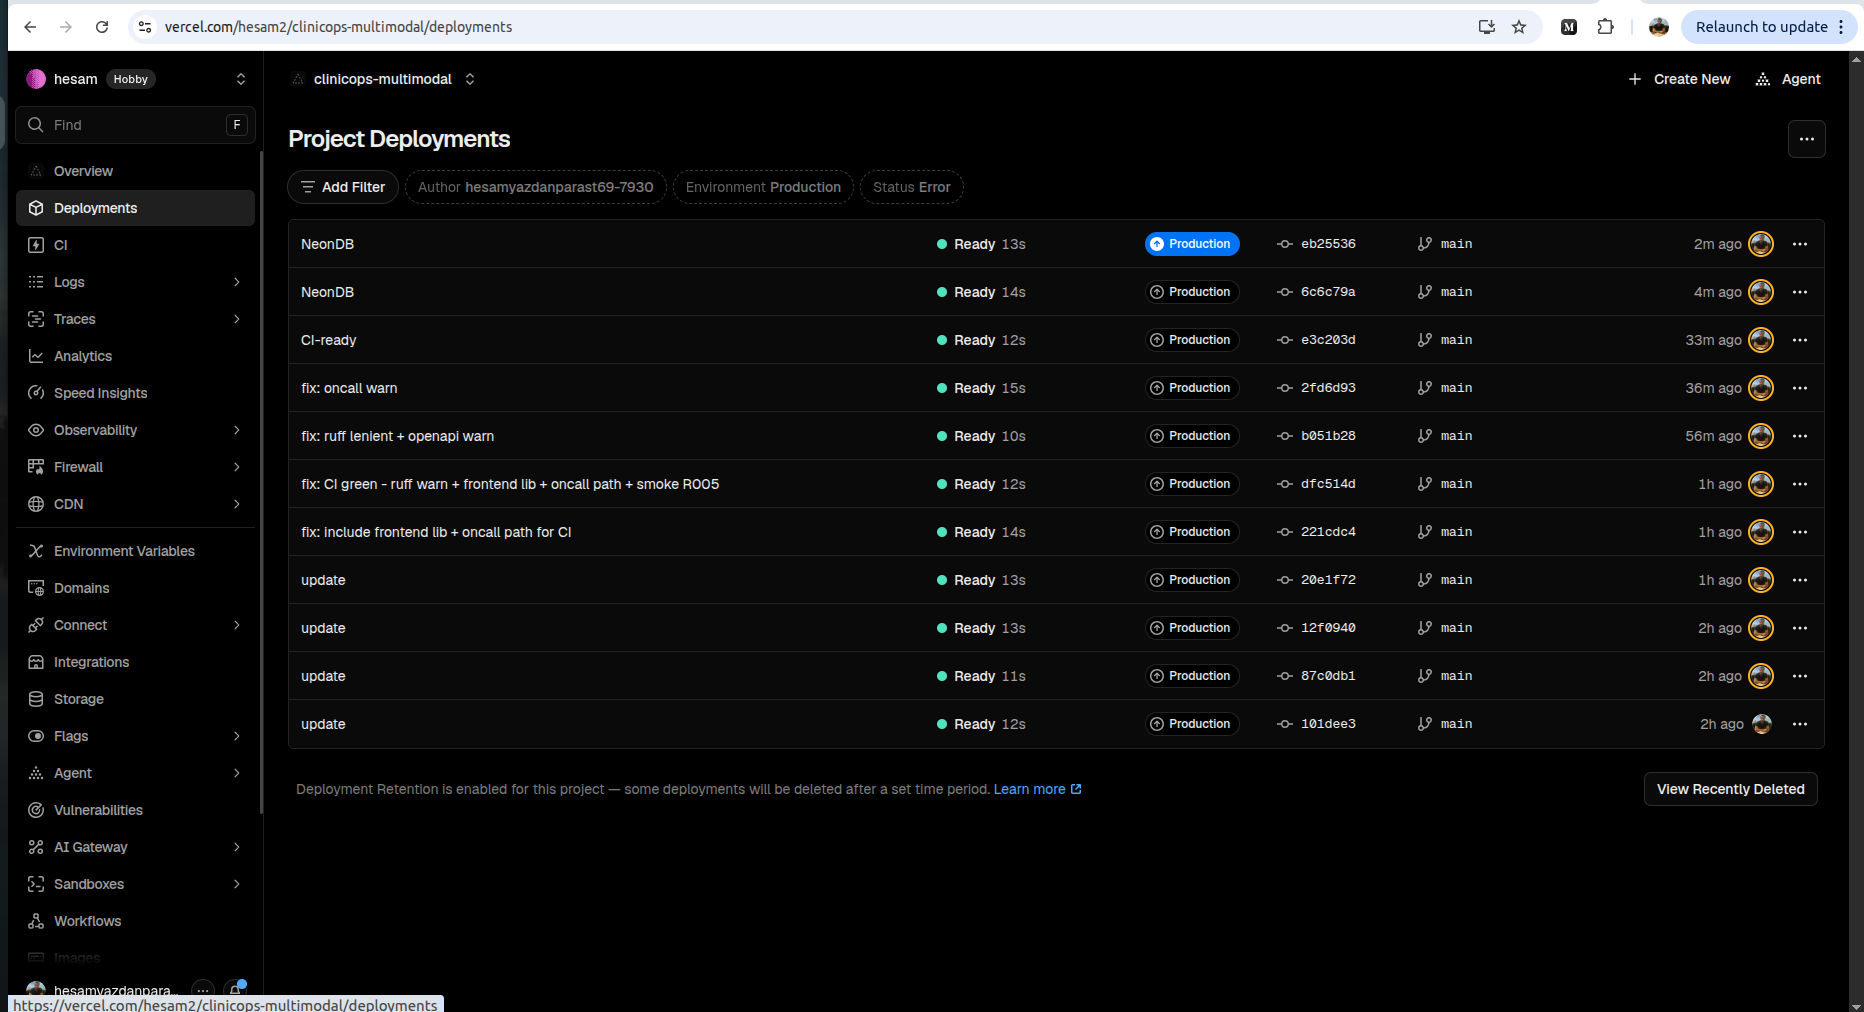 vercel.com/hesam2/clinicops-multimodal/deployments
M
Relaunch to update
hesam Hobby
clinicops-multimodal
Create New
Agent
Find F
Project Deployments
Add Filter
Author hesamyazdanparast69-7930
Environment Production
Status Error
Overview
Deployments
CI
Logs
Traces
Analytics
Speed Insights
Observability
Firewall
CDN
Environment Variables
Domains
Connect
Integrations
Storage
Flags
Agent
Vulnerabilities
AI Gateway
Sandboxes
Workflows
Images
hesamyazdanpara...
NeonDB Ready 13s Production eb25536 main 2m ago
NeonDB Ready 14s Production 6c6c79a main 4m ago
CI-ready Ready 12s Production e3c203d main 33m ago
fix: oncall warn Ready 15s Production 2fd6d93 main 36m ago
fix: ruff lenient + openapi warn Ready 10s Production b051b28 main 56m ago
fix: CI green - ruff warn + frontend lib + oncall path + smoke R005 Ready 12s Production dfc514d main 1h ago
fix: include frontend lib + oncall path for CI Ready 14s Production 221cdc4 main 1h ago
update Ready 13s Production 20e1f72 main 1h ago
update Ready 13s Production 12f0940 main 2h ago
update Ready 11s Production 87c0db1 main 2h ago
update Ready 12s Production 101dee3 main 2h ago
Deployment Retention is enabled for this project — some deployments will be deleted after a set time period. Learn more
View Recently Deleted
https://vercel.com/hesam2/clinicops-multimodal/deployments